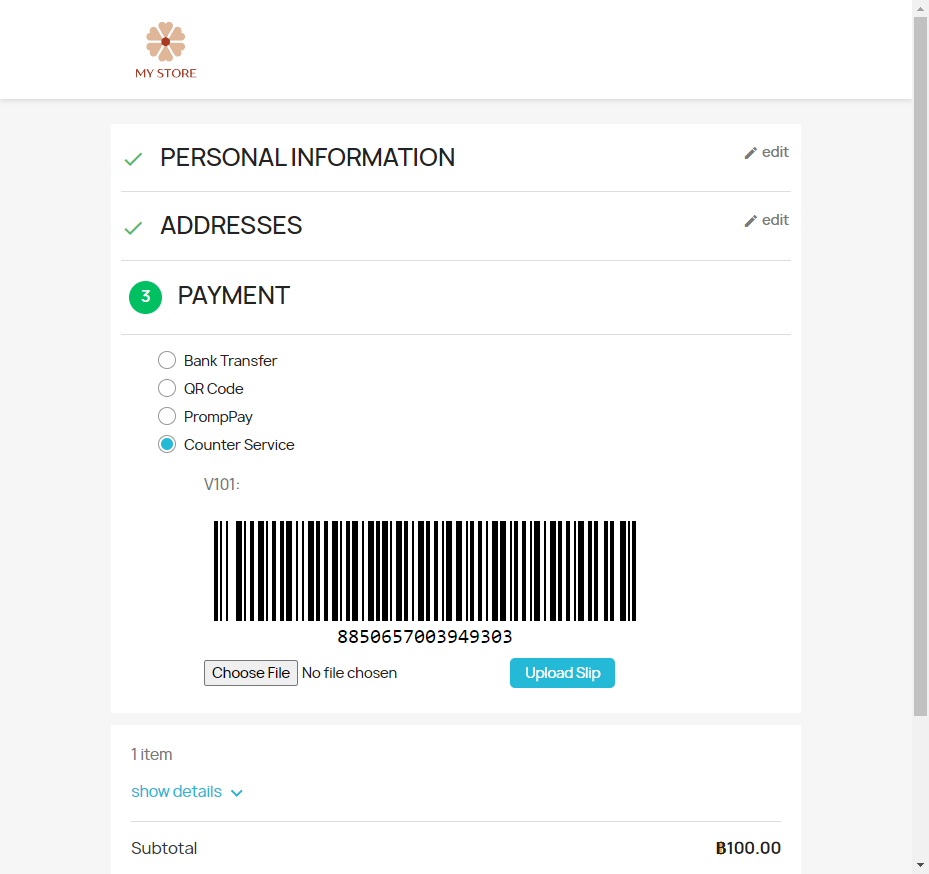 MY STORE
PERSONAL INFORMATION
edit
ADDRESSES
edit
3 PAYMENT
Bank Transfer
QR Code
PrompPay
Counter Service
V101:
8850657003949303
Choose File No file chosen
Upload Slip
1 item
show details
Subtotal
฿100.00